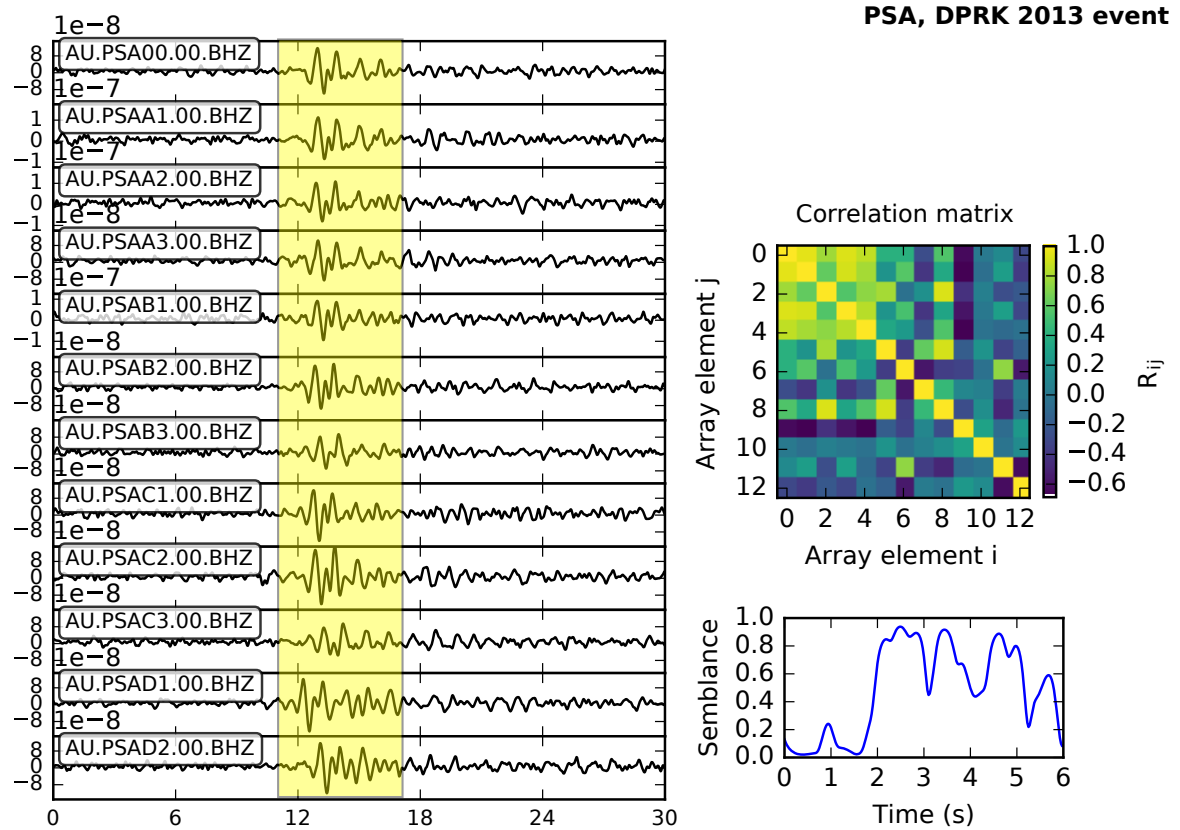 PSA, DPRK 2013 event
1e−8
8
0
−8
AU.PSA00.00.BHZ
1e−7
1
0
−1
AU.PSAA1.00.BHZ
1e−7
1
0
−1
AU.PSAA2.00.BHZ
1e−8
8
0
−8
AU.PSAA3.00.BHZ
1e−7
1
0
−1
AU.PSAB1.00.BHZ
1e−8
8
0
−8
AU.PSAB2.00.BHZ
1e−8
8
0
−8
AU.PSAB3.00.BHZ
1e−8
8
0
−8
AU.PSAC1.00.BHZ
1e−8
8
0
−8
AU.PSAC2.00.BHZ
1e−8
8
0
−8
AU.PSAC3.00.BHZ
1e−8
8
0
−8
AU.PSAD1.00.BHZ
1e−8
8
0
−8
AU.PSAD2.00.BHZ
0 6 12 18 24 30
Correlation matrix
Array element j
0
2
4
6
8
10
12
0 2 4 6 8 10 12
Array element i
1.0
0.8
0.6
0.4
0.2
0.0
−0.2
−0.4
−0.6
Rij
Semblance
1.0
0.8
0.6
0.4
0.2
0.0
0 1 2 3 4 5 6
Time (s)